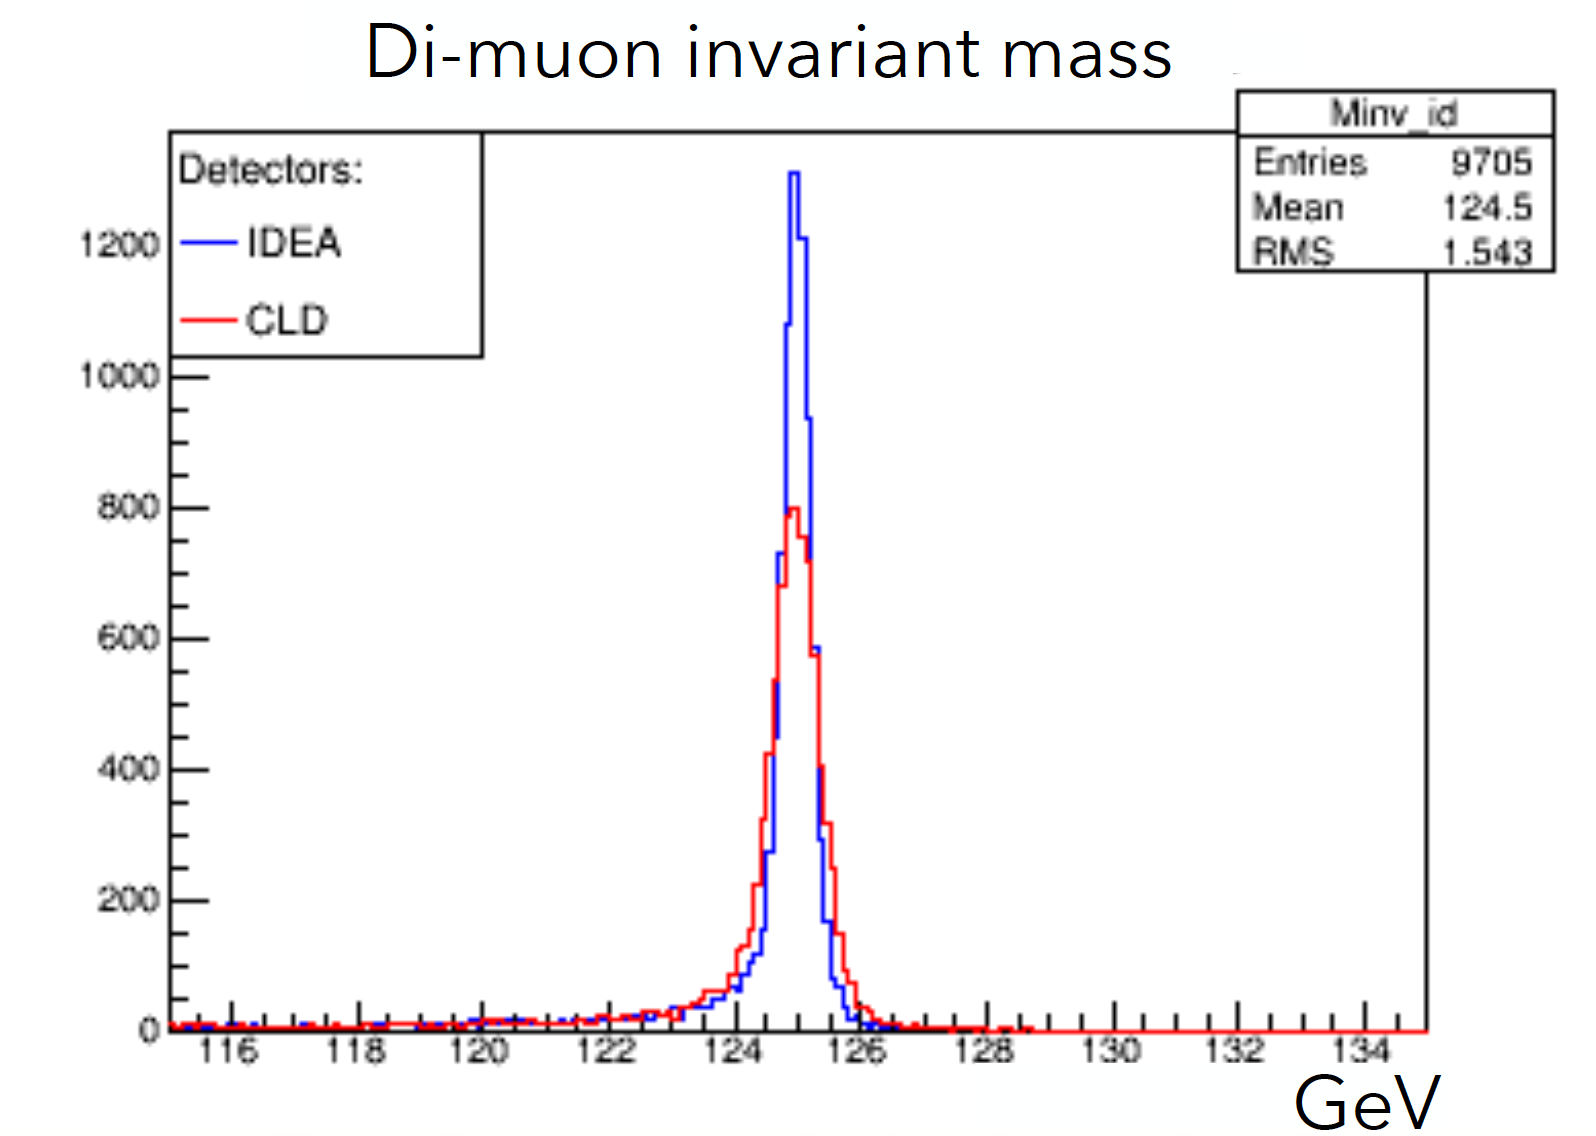 Di-muon invariant mass
Minv_id
Entries 9705
Mean 124.5
RMS 1.543
Detectors:
IDEA
CLD
1200
1000
800
600
400
200
0
116 118 120 122 124 126 128 130 132 134
GeV